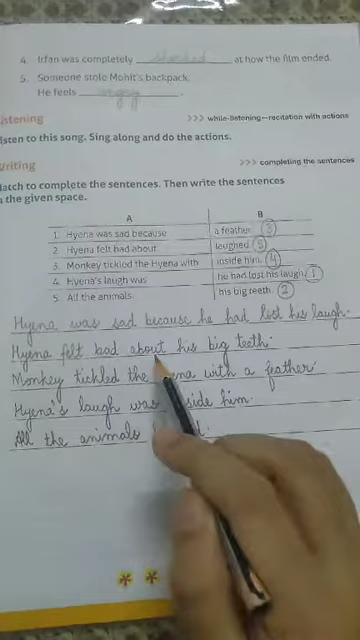 4. Irfan was completely shocked at how the film ended.
5. Someone stole Mohit's backpack.
He feels angry.
istening
>>> while-listening—recitation with actions
isten to this song. Sing along and do the actions.
Writing
>>> completing the sentences
atch to complete the sentences. Then write the sentences
the given space.
A B
1. Hyena was sad because a feather. 3
2. Hyena felt bad about laughed. 5
3. Monkey tickled the Hyena with inside him. 4
4. Hyena's laugh was he had lost his laugh. 1
5. All the animals his big teeth. 2
Hyena was sad because he had lost his laugh.
Hyena felt bad about his big teeth.
Monkey tickled the ena with a feather.
Hyena's laugh was side him.
All the animals d.